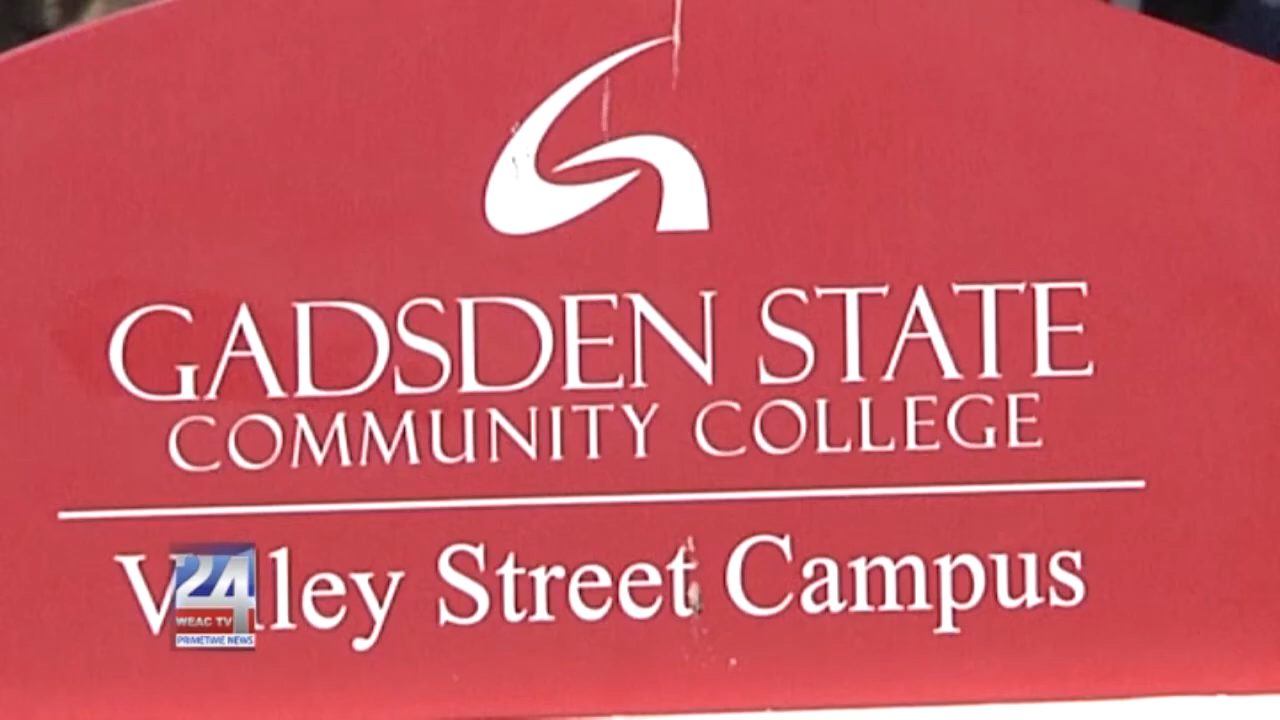 GADSDEN STATE
COMMUNITY COLLEGE
Street Campus
24
WEAC TV
PRIMETIME NEWS